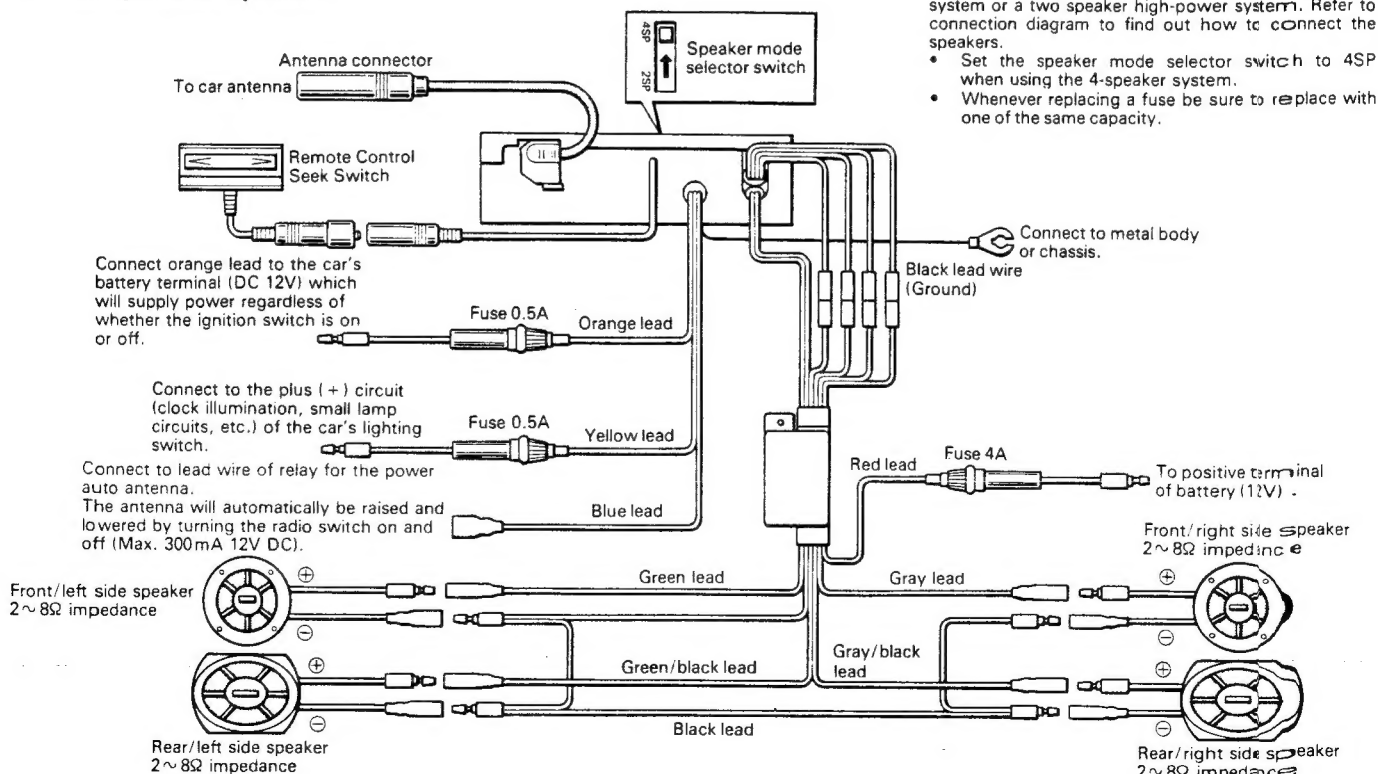 system or a two speaker high-power system. Refer to
connection diagram to find out how to connect the
speakers.
• Set the speaker mode selector switch to 4SP
when using the 4-speaker system.
• Whenever replacing a fuse be sure to replace with
one of the same capacity.
4SP
2SP
Speaker mode
selector switch
Antenna connector
To car antenna
Remote Control
Seek Switch
Connect to metal body
or chassis.
Black lead wire
(Ground)
Connect orange lead to the car's
battery terminal (DC 12V) which
will supply power regardless of
whether the ignition switch is on
or off.
Fuse 0.5A
Orange lead
Connect to the plus (+) circuit
(clock illumination, small lamp
circuits, etc.) of the car's lighting
switch.
Fuse 0.5A
Yellow lead
Connect to lead wire of relay for the power
auto antenna.
The antenna will automatically be raised and
lowered by turning the radio switch on and
off (Max. 300mA 12V DC).
Blue lead
Red lead
Fuse 4A
To positive terminal
of battery (12V).
Front/left side speaker
2~8Ω impedance
⊕
⊖
Green lead
Gray lead
Front/right side speaker
2~8Ω impedance
⊕
⊖
Rear/left side speaker
2~8Ω impedance
⊕
⊖
Green/black lead
Gray/black
lead
Black lead
⊕
⊖
Rear/right side speaker
2~8Ω impedance